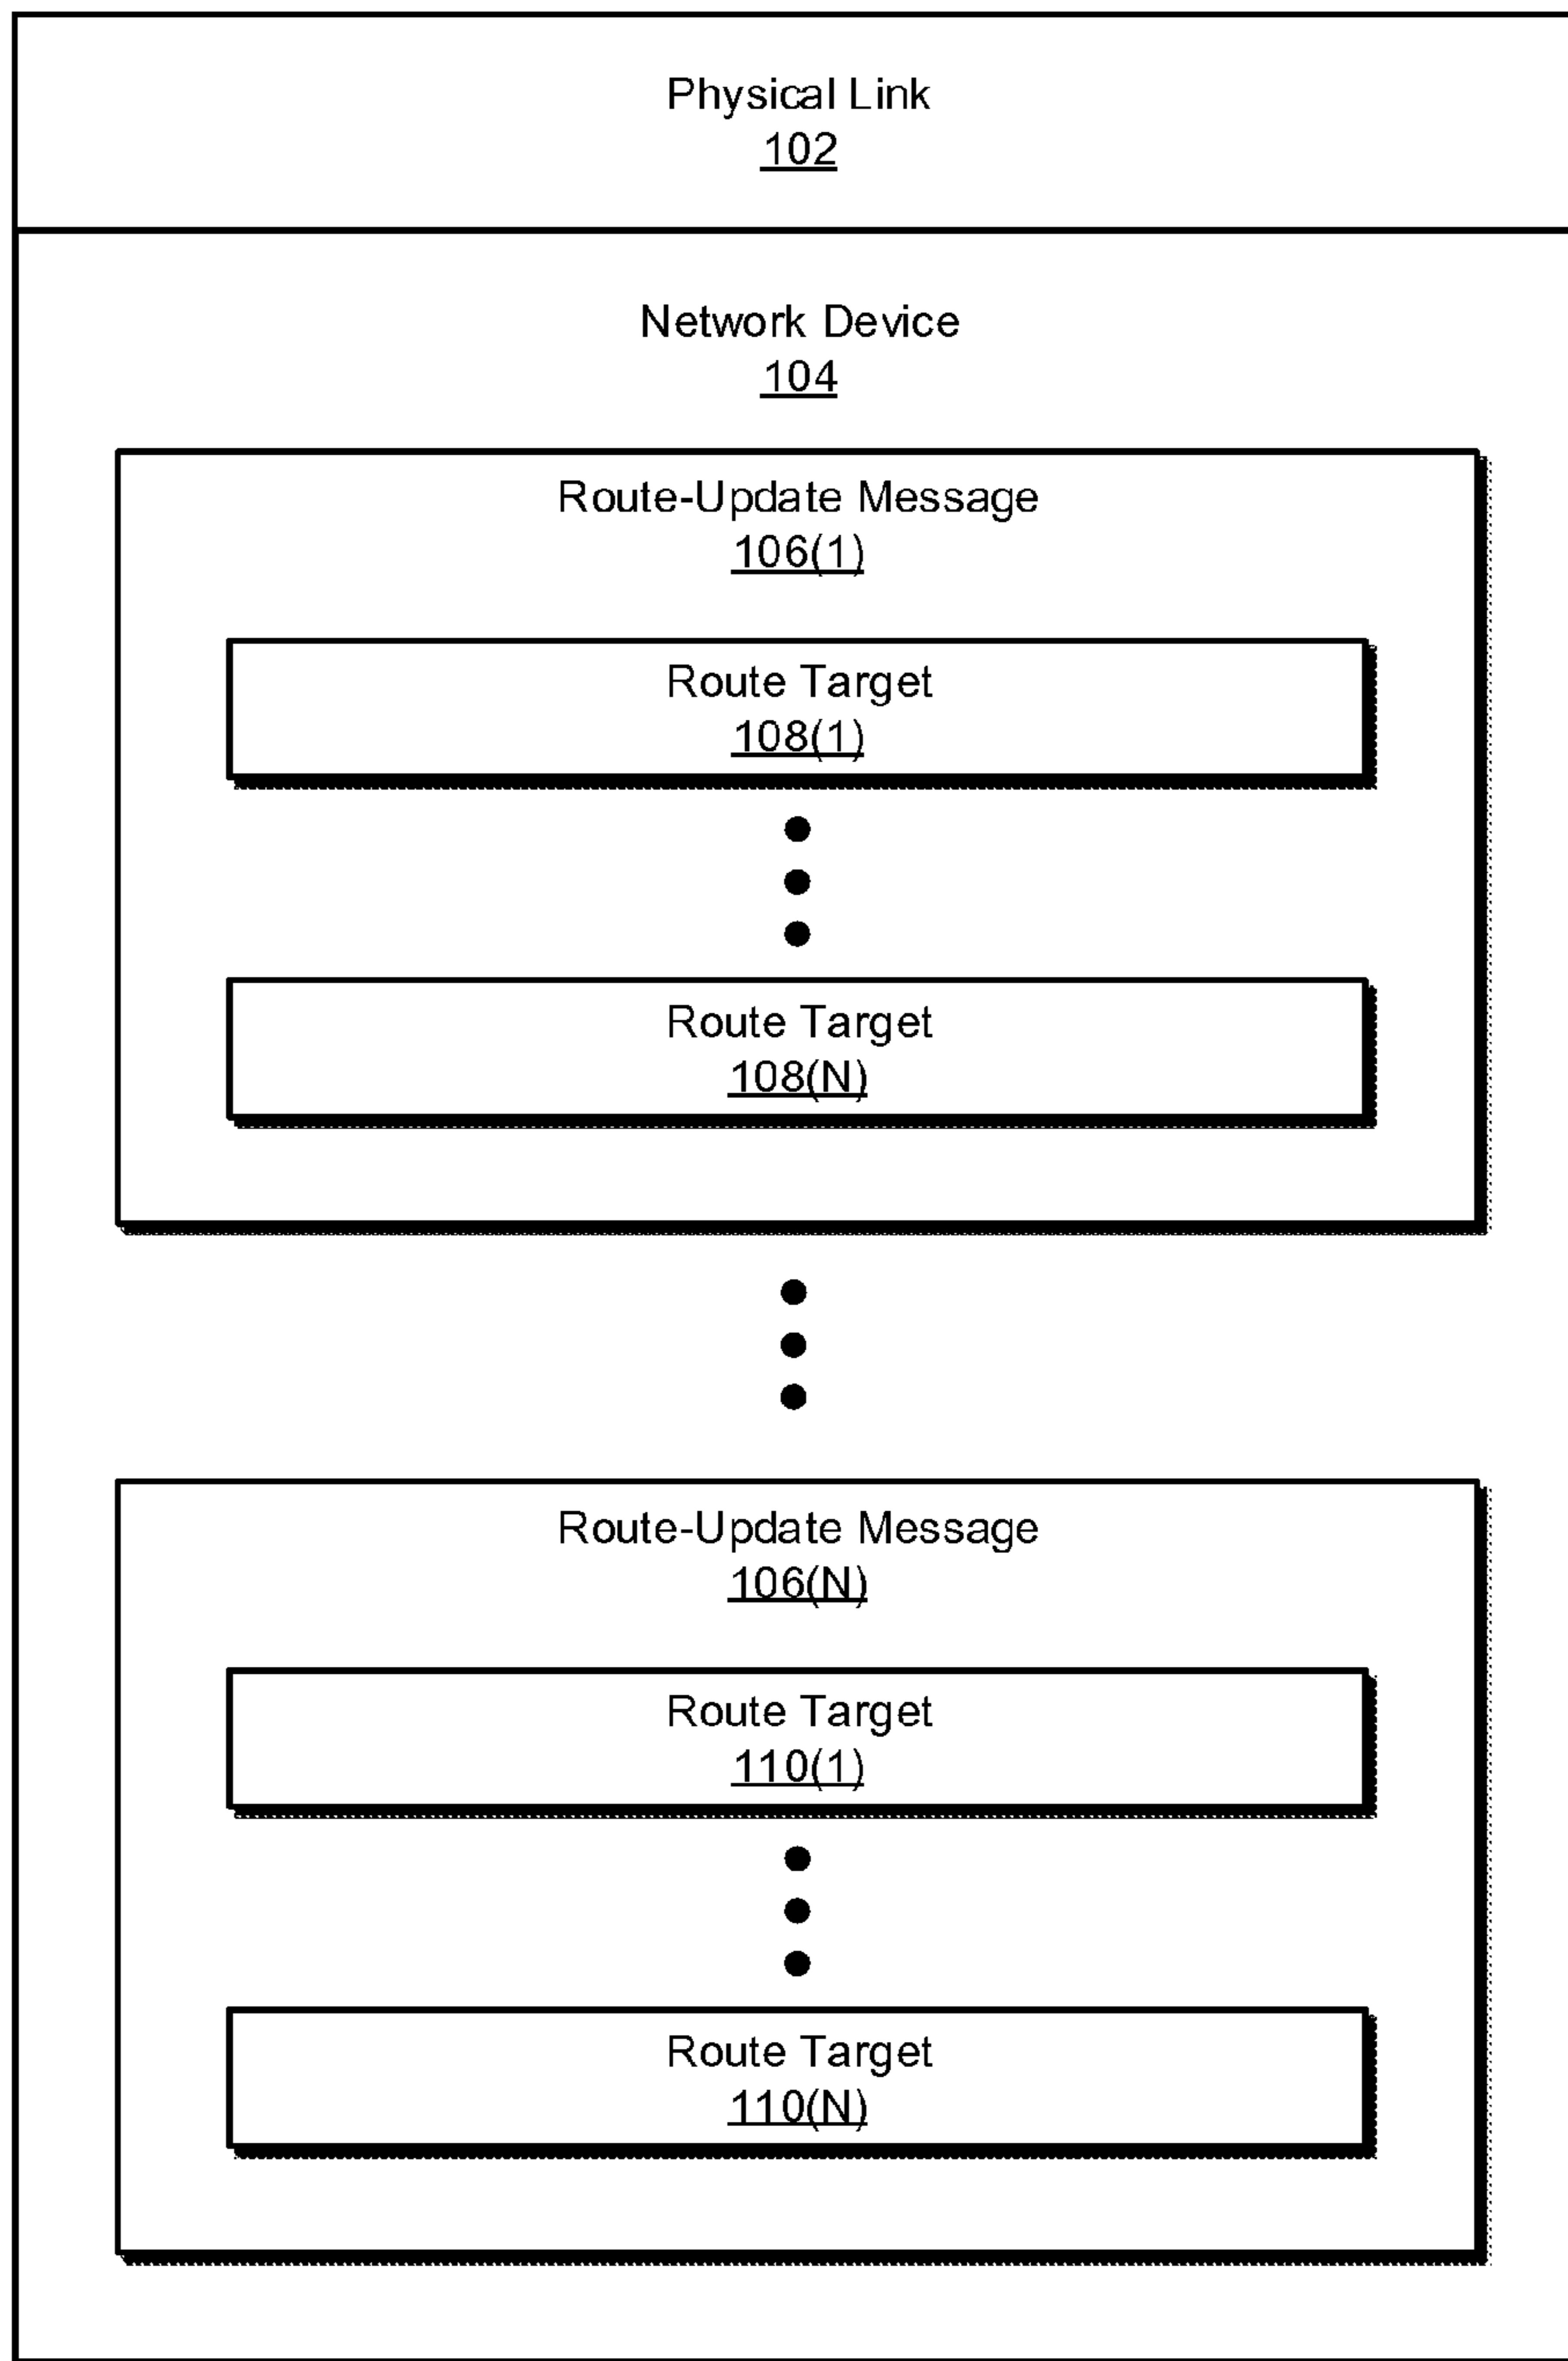 Physical Link
102
Network Device
104
Route-Update Message
106(1)
Route Target
108(1)
Route Target
108(N)
Route-Update Message
106(N)
Route Target
110(1)
Route Target
110(N)